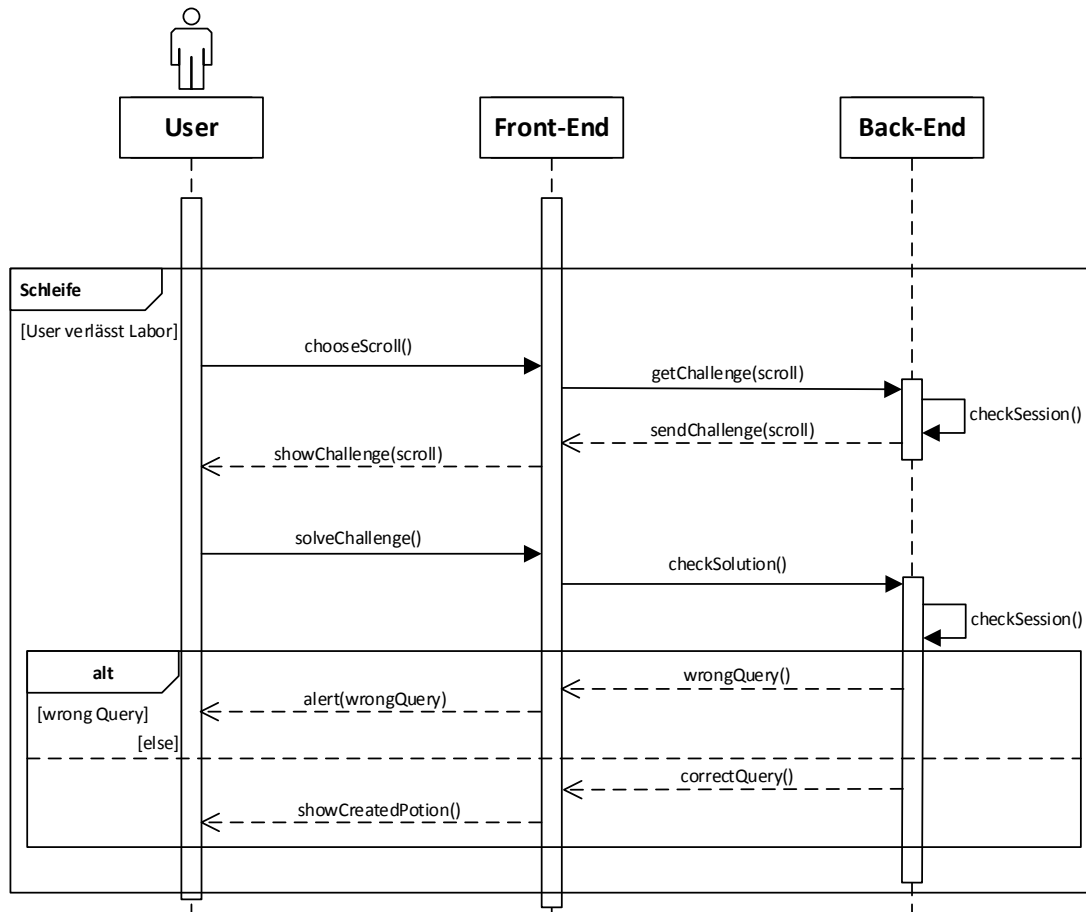 User
Front-End
Back-End
Schleife
[User verlässt Labor]
chooseScroll()
getChallenge(scroll)
checkSession()
sendChallenge(scroll)
showChallenge(scroll)
solveChallenge()
checkSolution()
checkSession()
alt
wrongQuery()
alert(wrongQuery)
[wrong Query]
[else]
correctQuery()
showCreatedPotion()